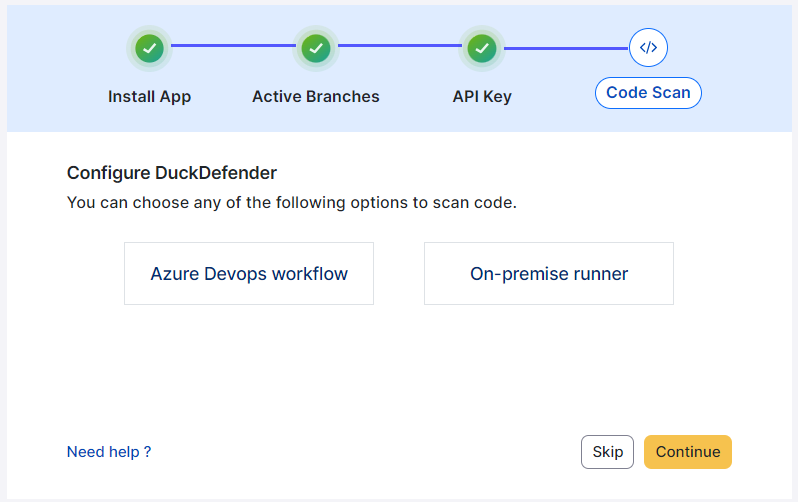 Install App
Active Branches
API Key
</>
Code Scan
Configure DuckDefender
You can choose any of the following options to scan code.
Azure Devops workflow
On-premise runner
Need help ?
Skip
Continue